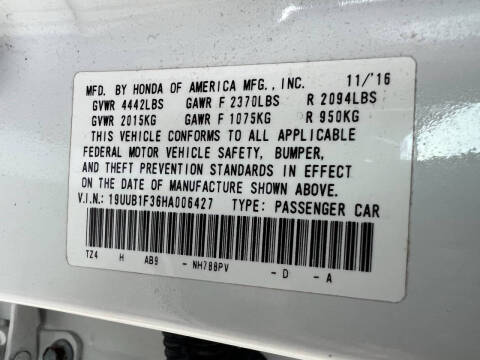 MFD. BY HONDA OF AMERICA MFG., INC. 11/'16
GVWR 4442LBS GAWR F 2370LBS R 2094LBS
GVWR 2015KG GAWR F 1075KG R 950KG
THIS VEHICLE CONFORMS TO ALL APPLICABLE
FEDERAL MOTOR VEHICLE SAFETY, BUMPER,
AND THEFT PREVENTION STANDARDS IN EFFECT
ON THE DATE OF MANUFACTURE SHOWN ABOVE.
V.I.N.: 19UUB1F36HA006427 TYPE: PASSENGER CAR
TZ4 H AB9 - NH788PV - D - A